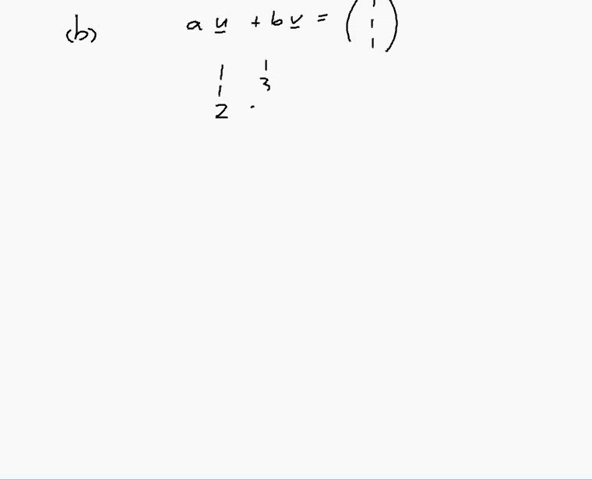 (b) a u + b v = ( 1 1 1 )
1 1
1 3
2 .